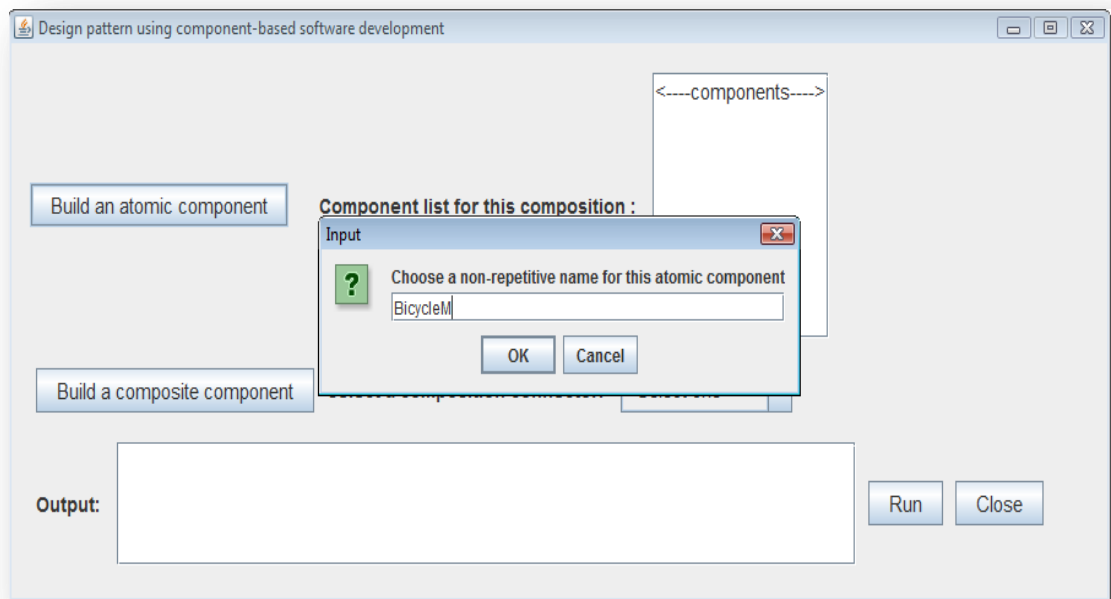 Design pattern using component-based software development
<----components---->
Build an atomic component
Component list for this composition :
Input
?
Choose a non-repetitive name for this atomic component
BicycleM
OK
Cancel
Build a composite component
Output:
Run
Close